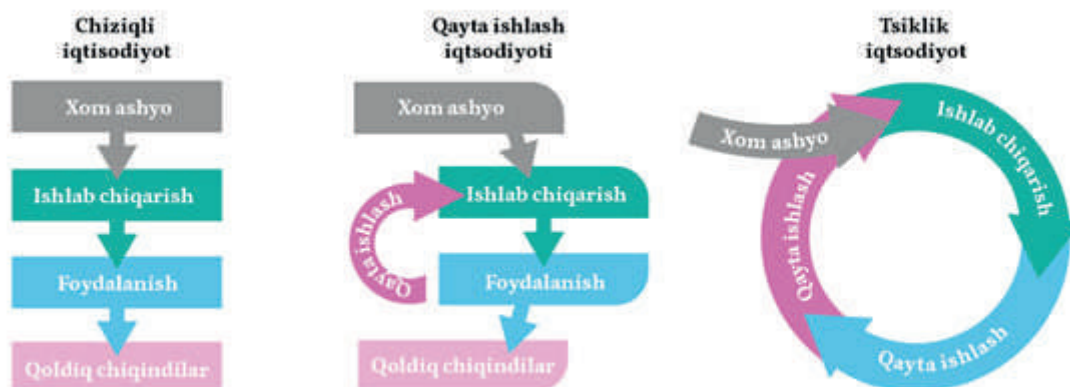 Chiziqli
iqtisodiyot
Xom ashyo
Ishlab chiqarish
Foydalanish
Qoldiq chiqindilar
Qayta ishlash
iqtsodiyoti
Xom ashyo
Ishlab chiqarish
Qayta ishlash
Foydalanish
Qoldiq chiqindilar
Tsiklik
iqtsodiyot
Xom ashyo
Ishlab chiqarish
Qayta ishlash
Qayta ishlash